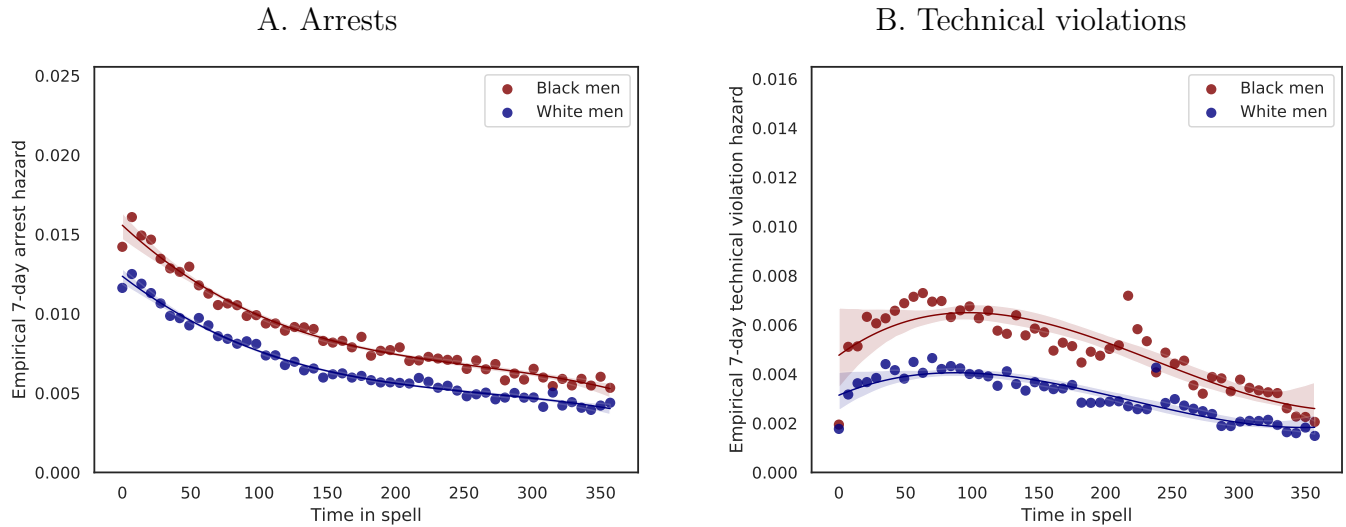 A. Arrests
Empirical 7-day arrest hazard
0.025
0.020
0.015
0.010
0.005
0.000
Black men
White men
0 50 100 150 200 250 300 350
Time in spell
B. Technical violations
Empirical 7-day technical violation hazard
0.016
0.014
0.012
0.010
0.008
0.006
0.004
0.002
0.000
Black men
White men
0 50 100 150 200 250 300 350
Time in spell